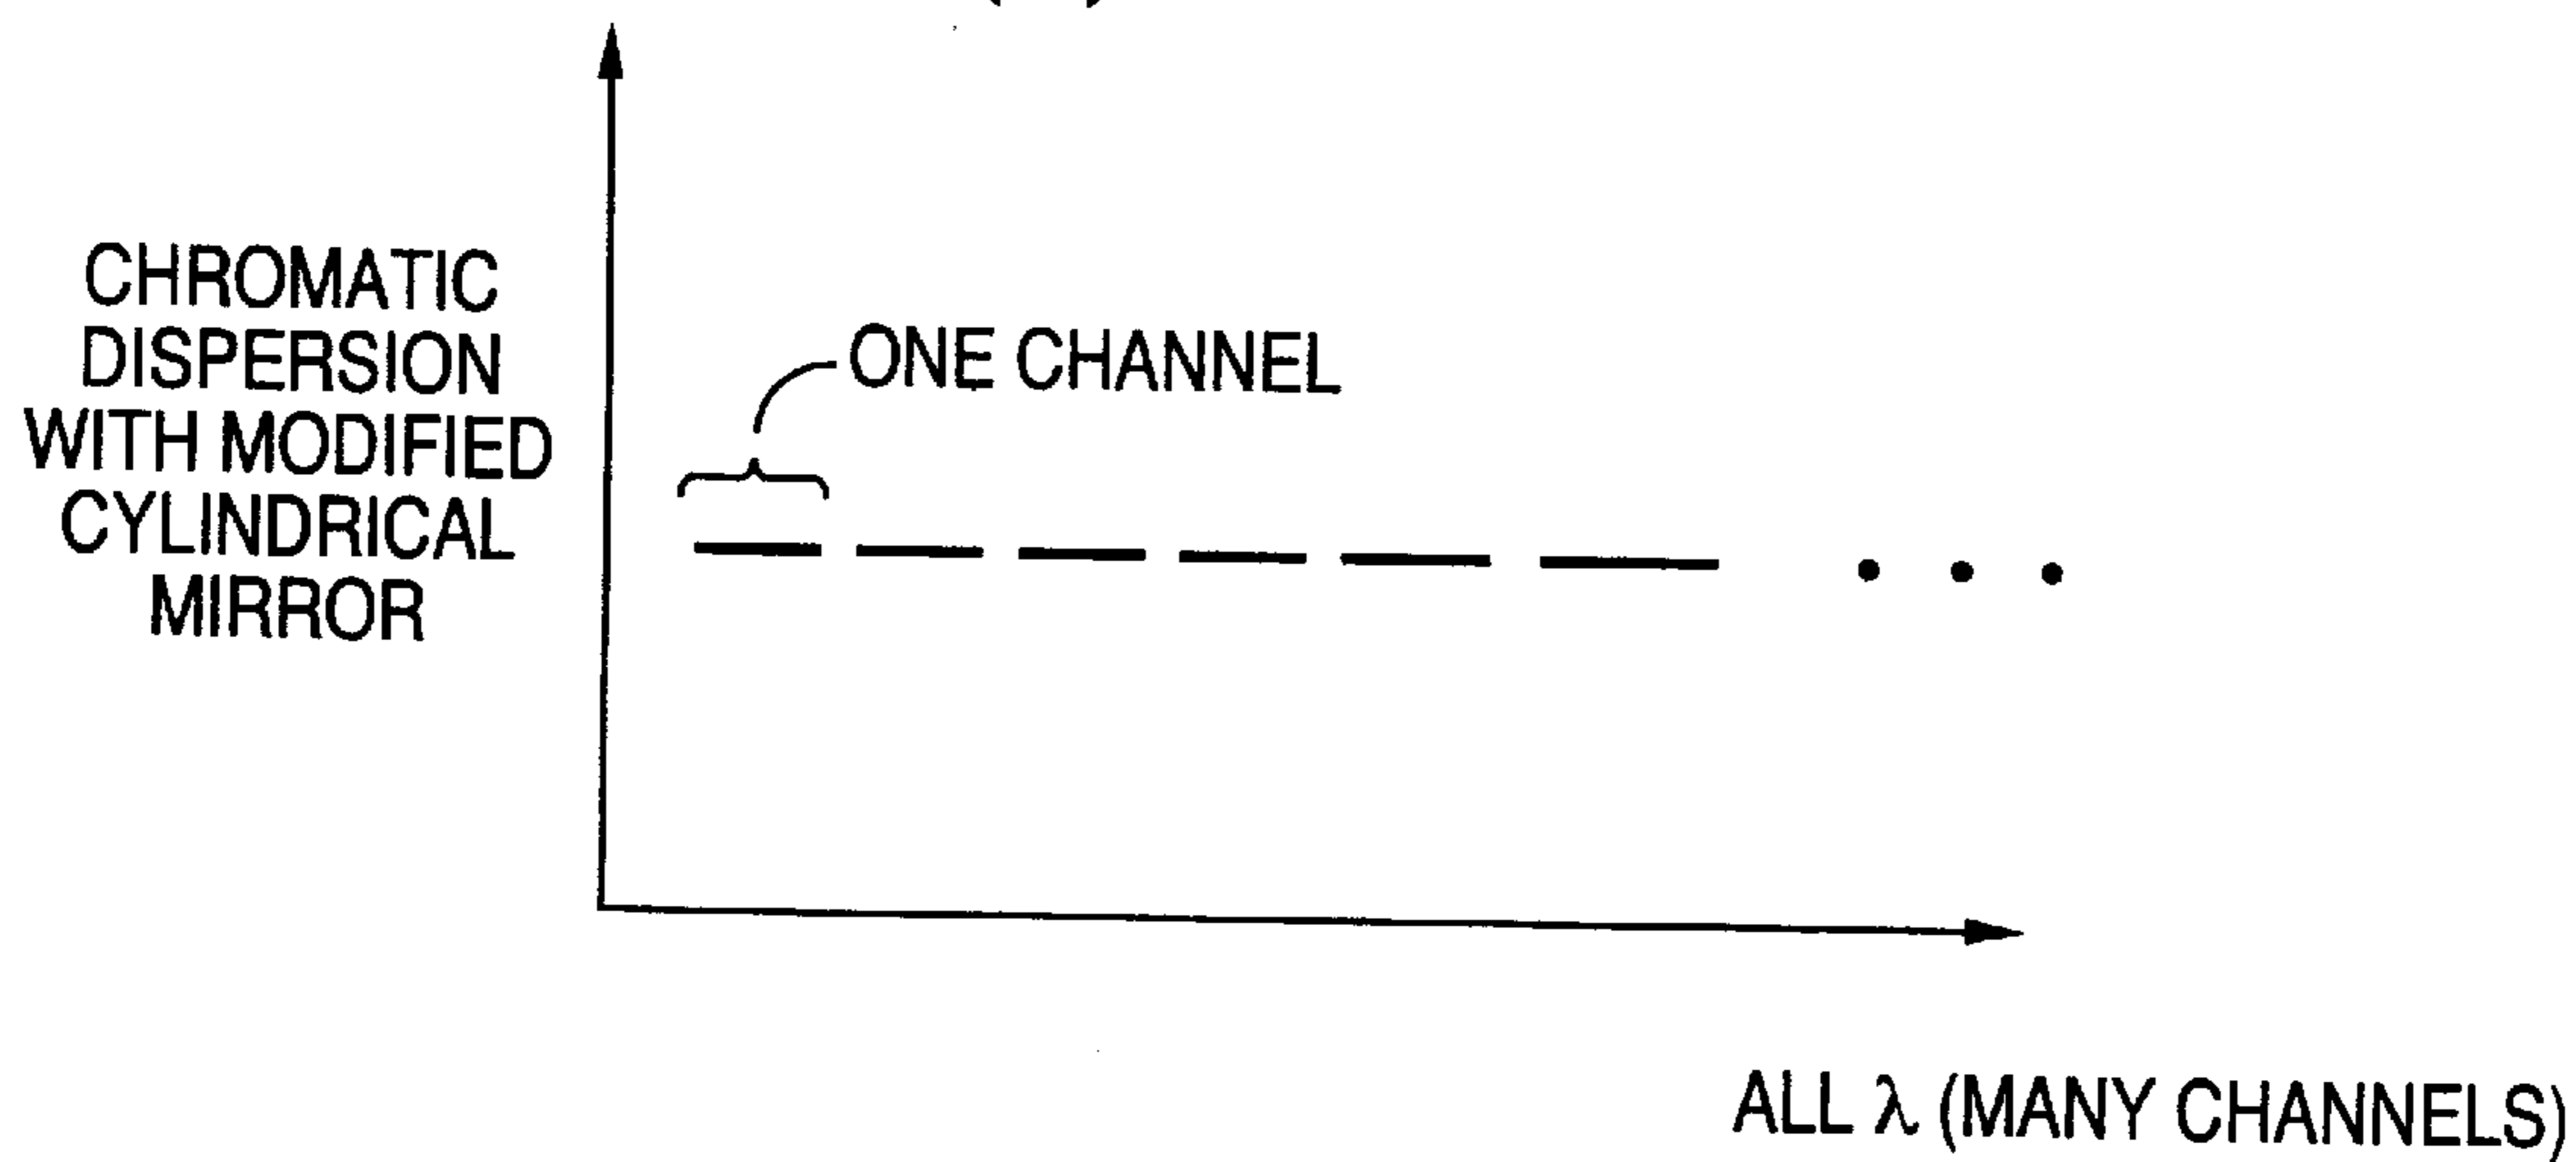 CHROMATIC
DISPERSION
WITH MODIFIED
CYLINDRICAL
MIRROR
ONE CHANNEL
ALL λ (MANY CHANNELS)